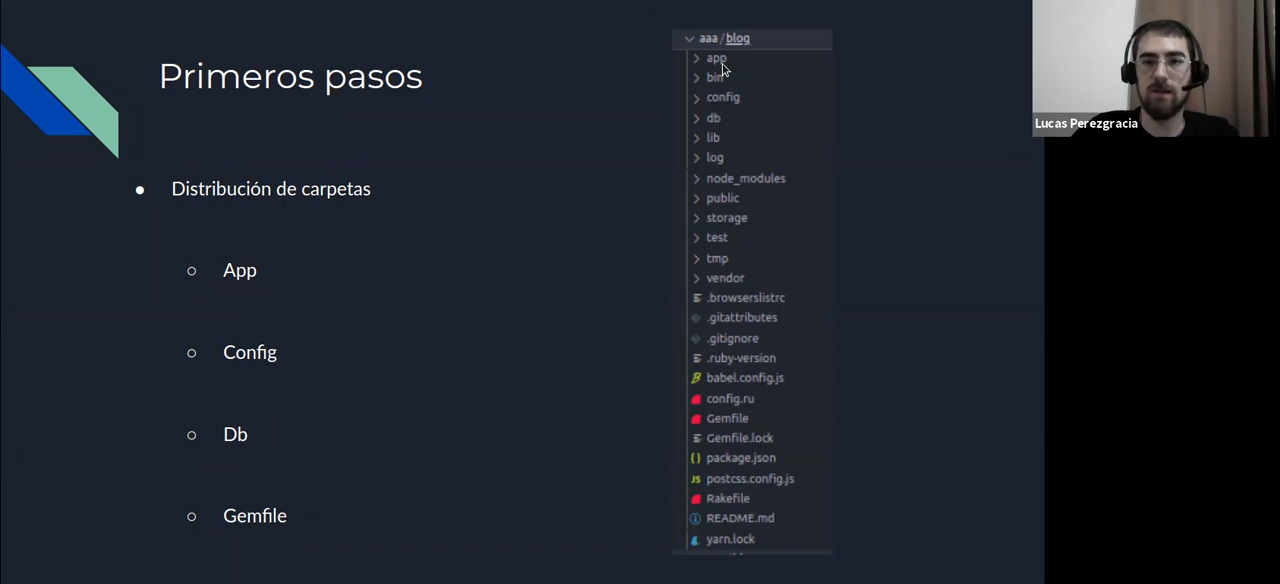 Primeros pasos
Distribución de carpetas
App
Config
Db
Gemfile
aaa / blog
app
bin
config
db
lib
log
node_modules
public
storage
test
tmp
vendor
.browserslistrc
.gitattributes
.gitignore
.ruby-version
babel.config.js
config.ru
Gemfile
Gemfile.lock
package.json
postcss.config.js
Rakefile
README.md
yarn.lock
Lucas Perezgracia